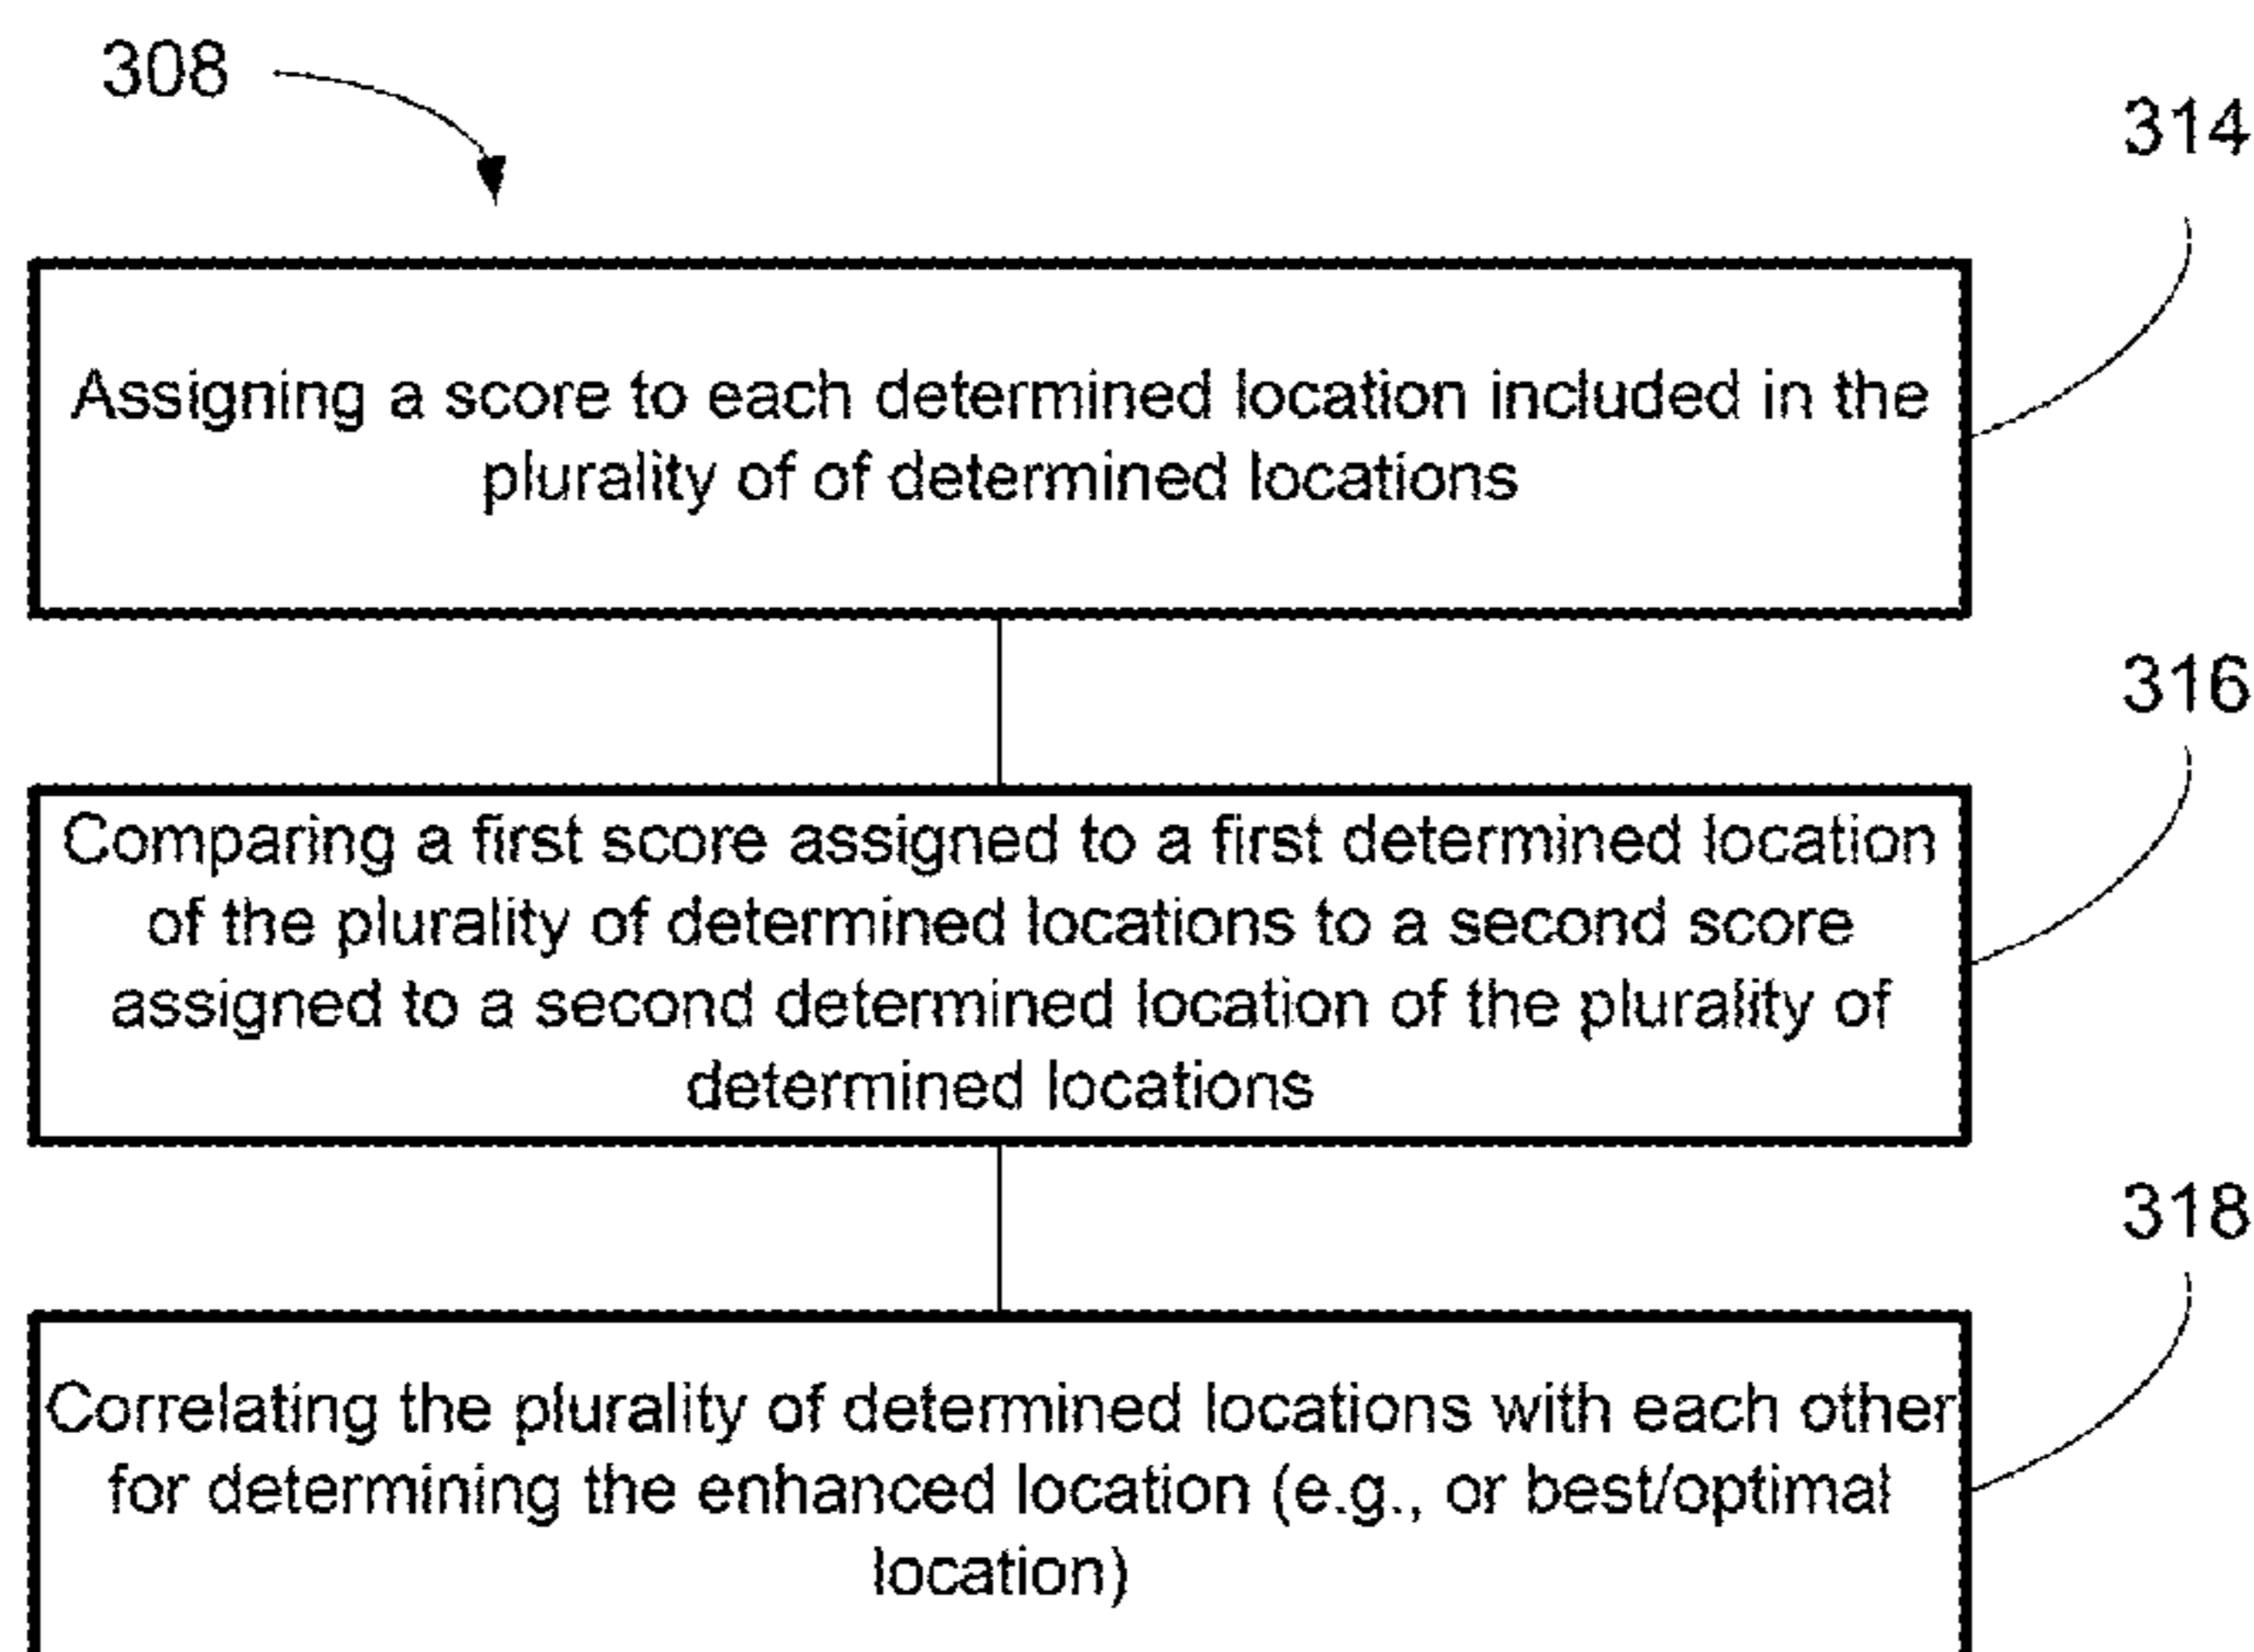 308
314
Assigning a score to each determined location included in the
plurality of of determined locations
316
Comparing a first score assigned to a first determined location
of the plurality of determined locations to a second score
assigned to a second determined location of the plurality of
determined locations
318
Correlating the plurality of determined locations with each other
for determining the enhanced location (e.g., or best/optimal
location)